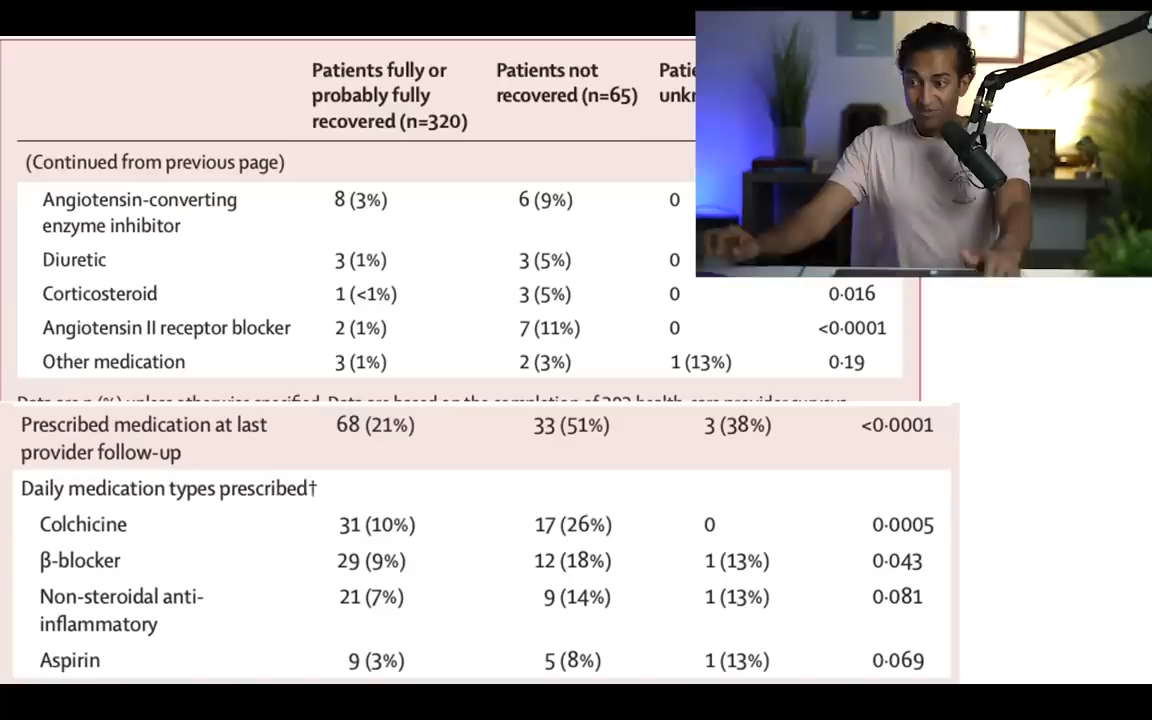 Patients fully or Patients not
probably fully recovered (n=65)
recovered (n=320)
(Continued from previous page)
Angiotensin-converting 8 (3%) 6 (9%) 0
enzyme inhibitor
Diuretic 3 (1%) 3 (5%) 0
Corticosteroid 1 (<1%) 3 (5%) 0 0·016
Angiotensin II receptor blocker 2 (1%) 7 (11%) 0 <0·0001
Other medication 3 (1%) 2 (3%) 1 (13%) 0·19
Prescribed medication at last 68 (21%) 33 (51%) 3 (38%) <0·0001
provider follow-up
Daily medication types prescribed†
Colchicine 31 (10%) 17 (26%) 0 0·0005
β-blocker 29 (9%) 12 (18%) 1 (13%) 0·043
Non-steroidal anti- 21 (7%) 9 (14%) 1 (13%) 0·081
inflammatory
Aspirin 9 (3%) 5 (8%) 1 (13%) 0·069